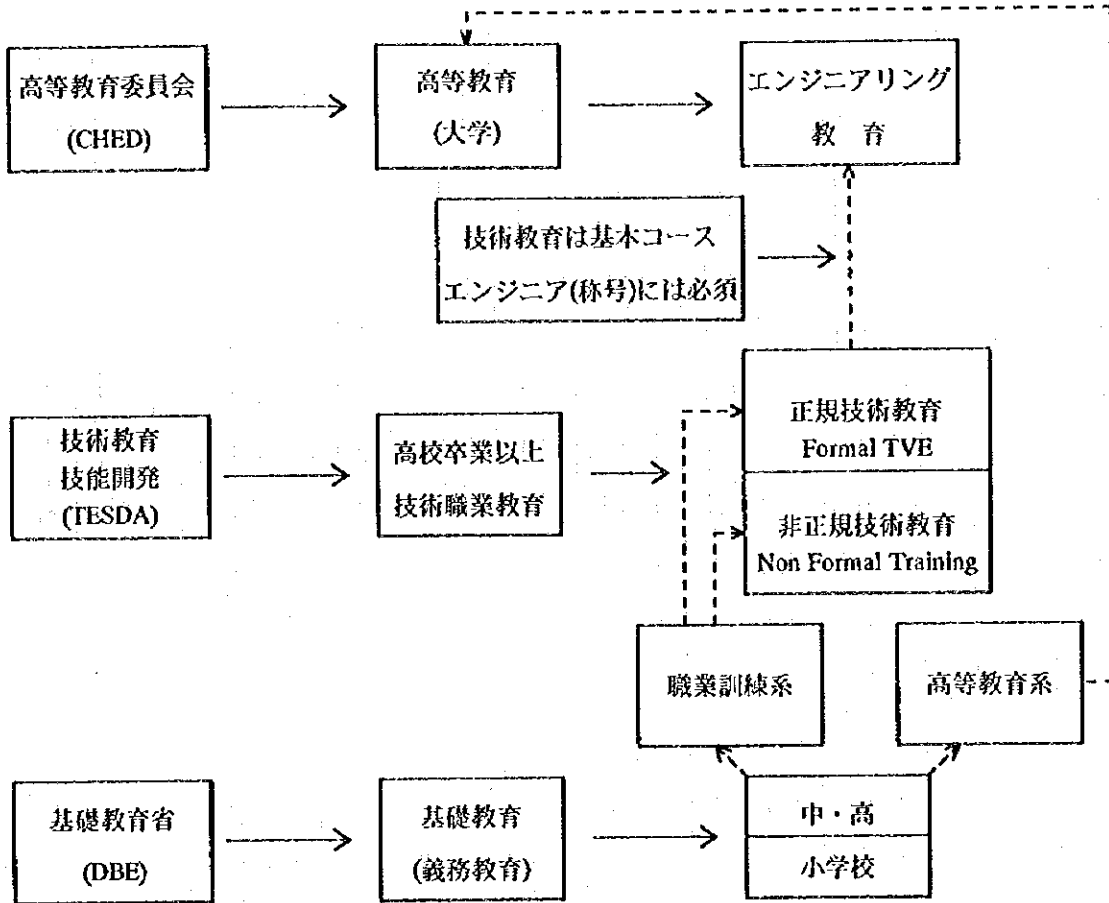 高等教育委員会
(CHED)
高等教育
(大学)
エンジニアリング
教 育
技術教育は基本コース
エンジニア(称号)には必須
技術教育
技能開発
(TESDA)
高校卒業以上
技術職業教育
正規技術教育
Formal TVE
非正規技術教育
Non Formal Training
職業訓練系
高等教育系
基礎教育省
(DBE)
基礎教育
(義務教育)
中・高
小学校